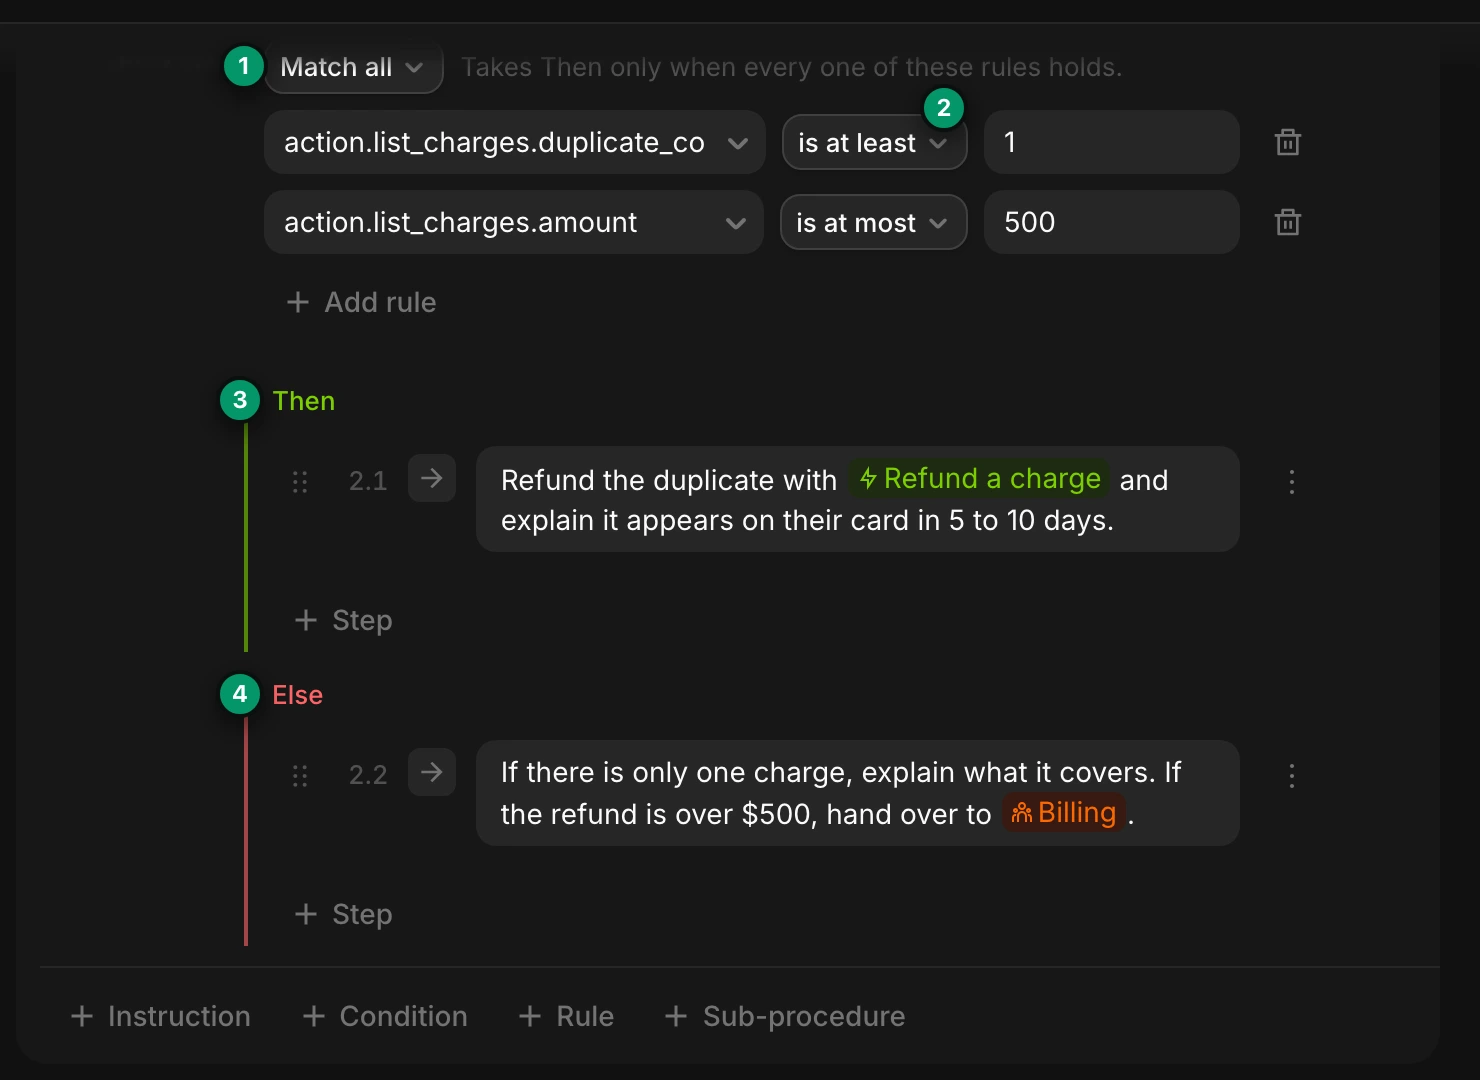 1 Match all Takes Then only when every one of these rules holds.
2
action.list_charges.duplicate_co is at least 1
action.list_charges.amount is at most 500
+ Add rule
3 Then
2.1 Refund the duplicate with Refund a charge and
explain it appears on their card in 5 to 10 days.
+ Step
4 Else
2.2 If there is only one charge, explain what it covers. If
the refund is over $500, hand over to Billing.
+ Step
+ Instruction + Condition + Rule + Sub-procedure